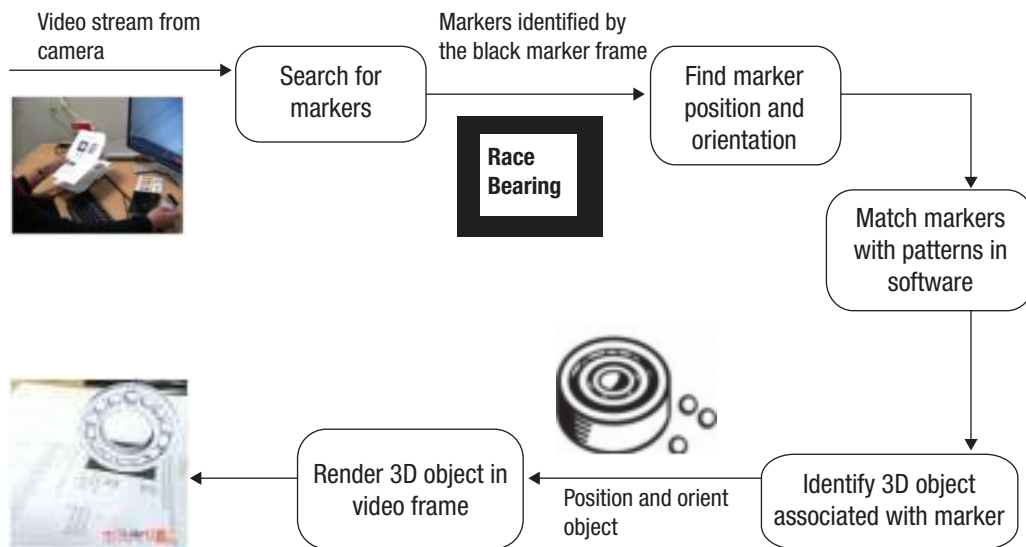 Video stream from
camera
Search for
markers
Markers identified by
the black marker frame
Race
Bearing
Find marker
position and
orientation
Match markers
with patterns in
software
Identify 3D object
associated with marker
Position and orient
object
Render 3D object in
video frame